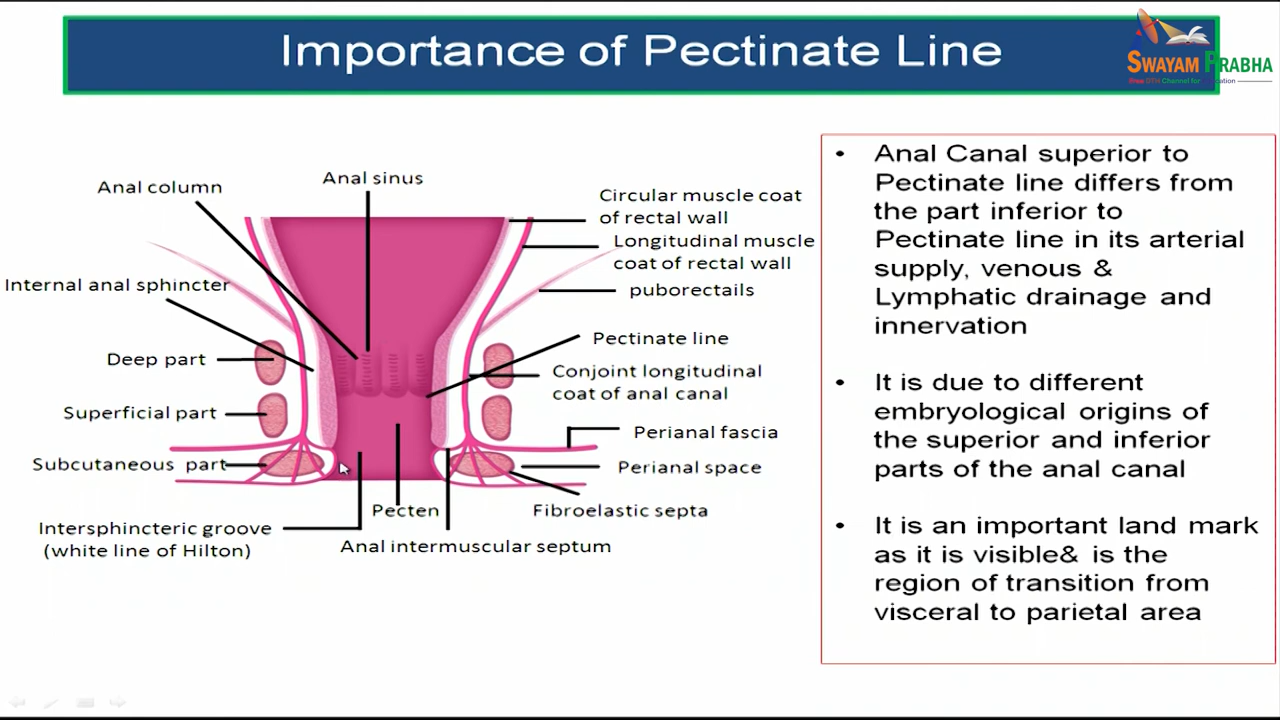 Importance of Pectinate Line
SWAYAM PRABHA
Free DTH Channel for Education
Anal column
Anal sinus
Circular muscle coat
of rectal wall
Longitudinal muscle
coat of rectal wall
Internal anal sphincter
puborectails
Pectinate line
Deep part
Conjoint longitudinal
coat of anal canal
Superficial part
Perianal fascia
Subcutaneous part
Perianal space
Pecten
Fibroelastic septa
Intersphincteric groove
(white line of Hilton)
Anal intermuscular septum
• Anal Canal superior to
Pectinate line differs from
the part inferior to
Pectinate line in its arterial
supply, venous &
Lymphatic drainage and
innervation
• It is due to different
embryological origins of
the superior and inferior
parts of the anal canal
• It is an important land mark
as it is visible& is the
region of transition from
visceral to parietal area